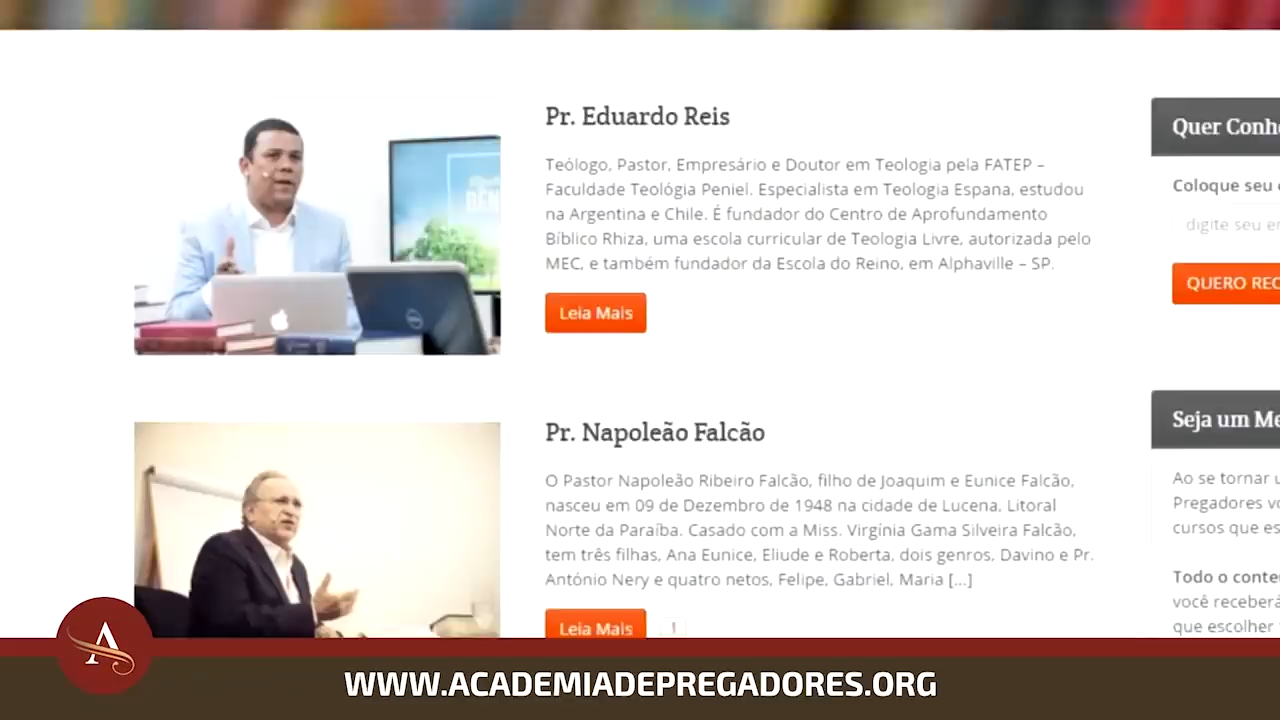 Pr. Eduardo Reis
Teólogo, Pastor, Empresário e Doutor em Teologia pela FATEP –
Faculdade Teológia Peniel. Especialista em Teologia Espana, estudou
na Argentina e Chile. É fundador do Centro de Aprofundamento
Bíblico Rhiza, uma escola curricular de Teologia Livre, autorizada pelo
MEC, e também fundador da Escola do Reino, em Alphaville – SP.
Leia Mais
Pr. Napoleão Falcão
O Pastor Napoleão Ribeiro Falcão, filho de Joaquim e Eunice Falcão,
nasceu em 09 de Dezembro de 1948 na cidade de Lucena, Litoral
Norte da Paraíba. Casado com a Miss. Virgínia Gama Silveira Falcão,
tem três filhas, Ana Eunice, Eliude e Roberta, dois genros, Davino e Pr.
António Nery e quatro netos, Felipe, Gabriel, Maria [...]
Leia Mais
Quer Conh
Coloque seu
digite seu e
QUERO REC
Seja um Me
Ao se tornar
Pregadores v
cursos que es
Todo o conte
você receber
que escolher
A
WWW.ACADEMIADEPREGADORES.ORG